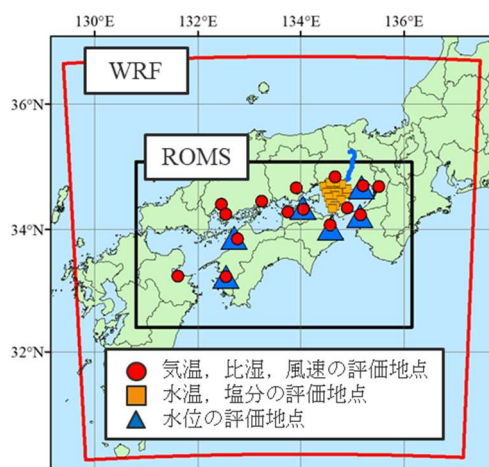 130°E
132°E
134°E
136°E
WRF
36°N
ROMS
34°N
32°N
気温，比湿，風速の評価地点
水温，塩分の評価地点
水位の評価地点